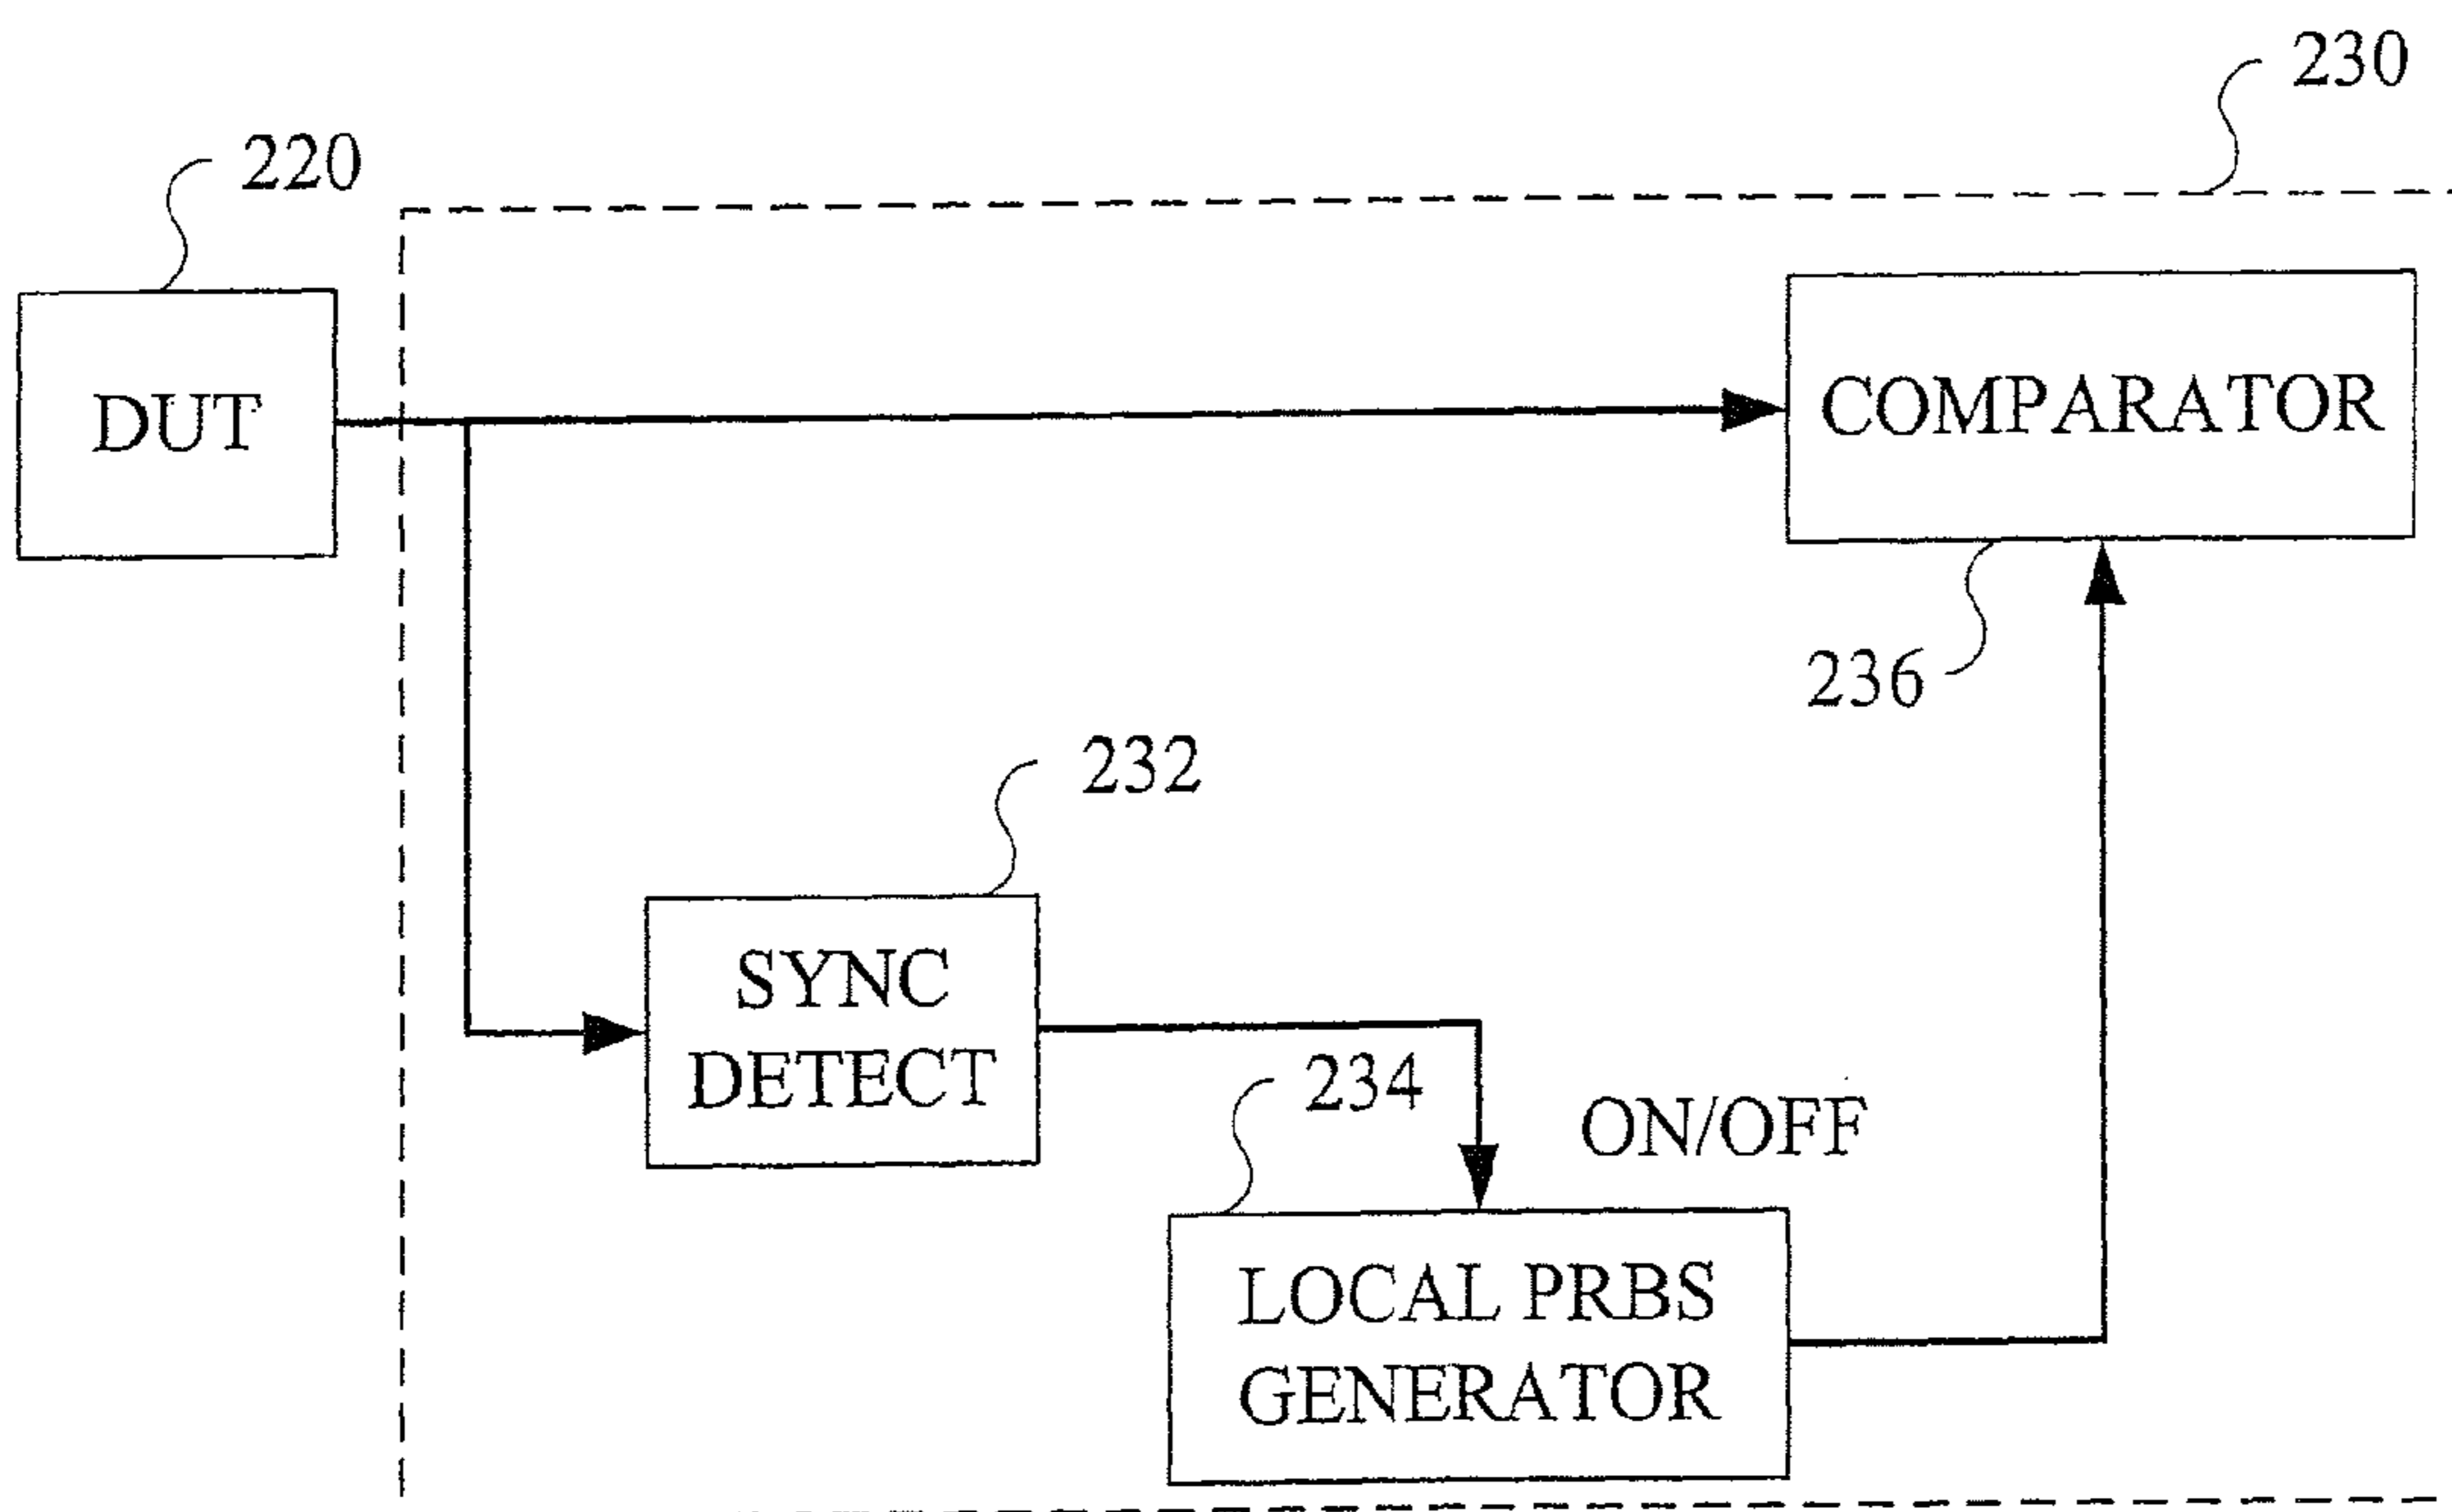 230
220
DUT
COMPARATOR
236
232
SYNC
DETECT
234
ON/OFF
LOCAL PRBS
GENERATOR